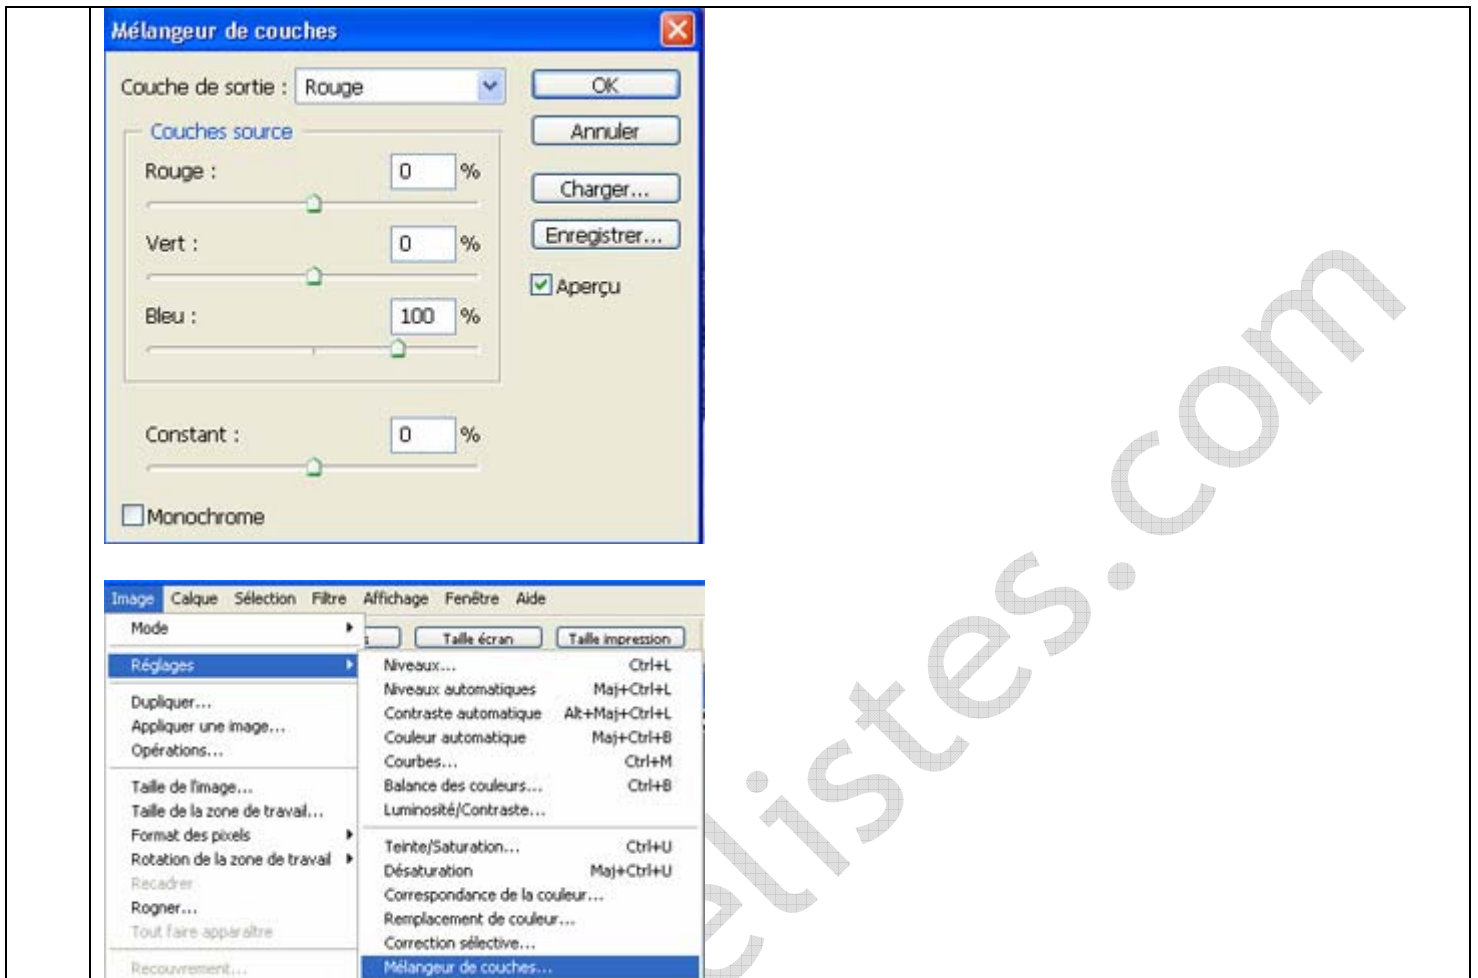 Mélangeur de couches
Couche de sortie : Rouge
OK
Couches source
Annuler
Rouge : 0 %
Charger...
Vert : 0 %
Enregistrer...
Aperçu
Bleu : 100 %
Constant : 0 %
Monochrome
Image Calque Sélection Filtre Affichage Fenêtre Aide
Mode
Taille écran Taille impression
Réglages
Dupliquer...
Appliquer une image...
Opérations...
Taille de l'image...
Taille de la zone de travail...
Format des pixels
Rotation de la zone de travail
Recadrer
Rogner...
Tout faire apparaître
Recouvrement...
Niveaux... Ctrl+L
Niveaux automatiques Maj+Ctrl+L
Contraste automatique Alt+Maj+Ctrl+L
Couleur automatique Maj+Ctrl+B
Courbes... Ctrl+M
Balance des couleurs... Ctrl+B
Luminosité/Contraste...
Teinte/Saturation... Ctrl+U
Désaturation Maj+Ctrl+U
Correspondance de la couleur...
Remplacement de couleur...
Correction sélective...
Mélangeur de couches...
elistes.com